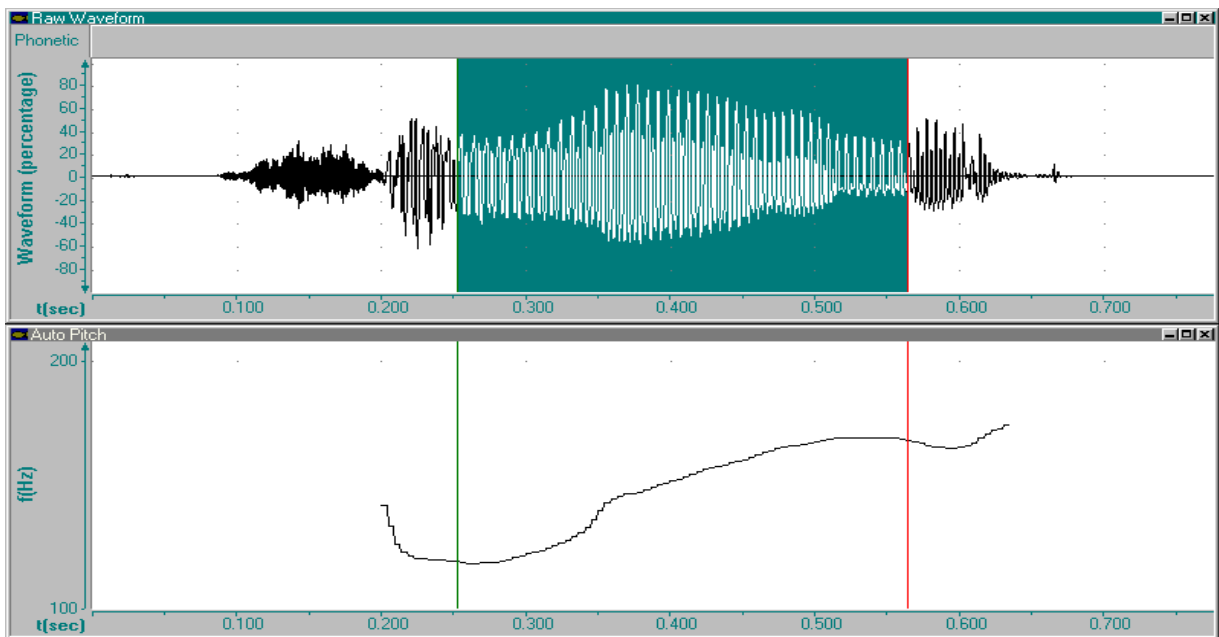 Raw Waveform
Phonetic
Waveform (percentage)
80
60
40
20
0
-20
-40
-60
-80
t(sec) 0.100 0.200 0.300 0.400 0.500 0.600 0.700
Auto Pitch
200
f(Hz)
100
t(sec) 0.100 0.200 0.300 0.400 0.500 0.600 0.700